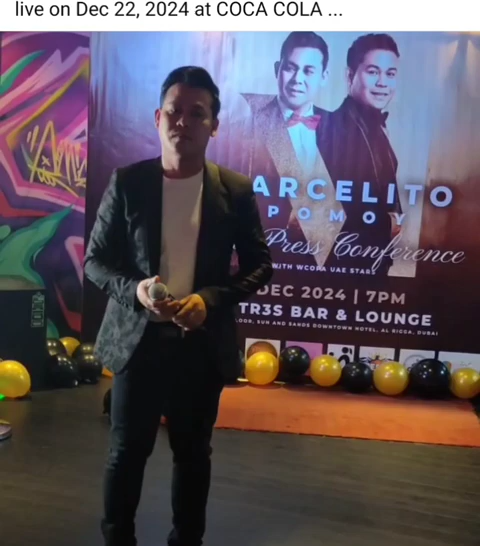 live on Dec 22, 2024 at COCA COLA ...
ARCELITO
POMOY
Press Conference
WITH WCOPA UAE STARS
DEC 2024 | 7PM
TR3S BAR & LOUNGE
LOOR, SUN AND SANDS DOWNTOWN HOTEL, AL RIGGA, DUBAI